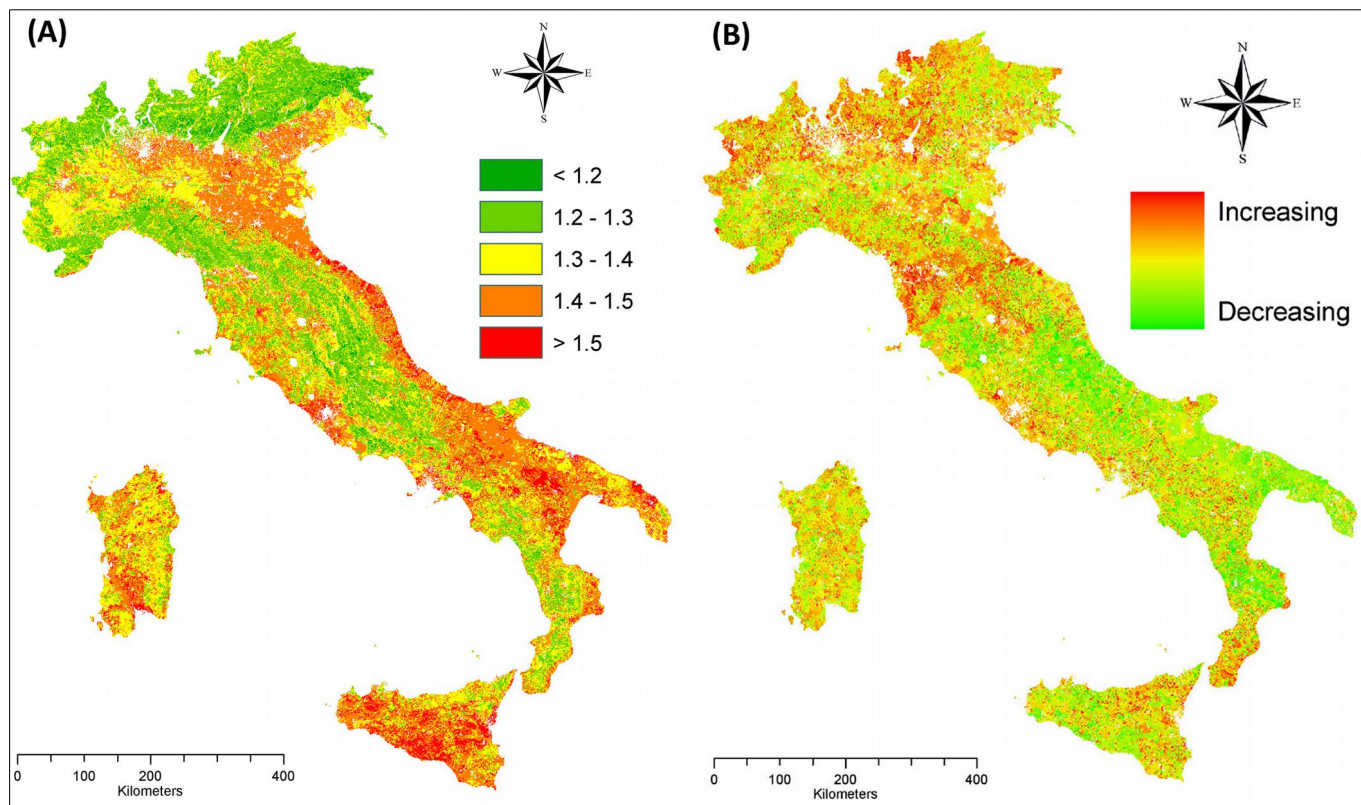 (A)
N
W E
S
< 1.2
1.2 - 1.3
1.3 - 1.4
1.4 - 1.5
> 1.5
0 100 200 400
Kilometers
(B)
N
W E
S
Increasing
Decreasing
0 100 200 400
Kilometers